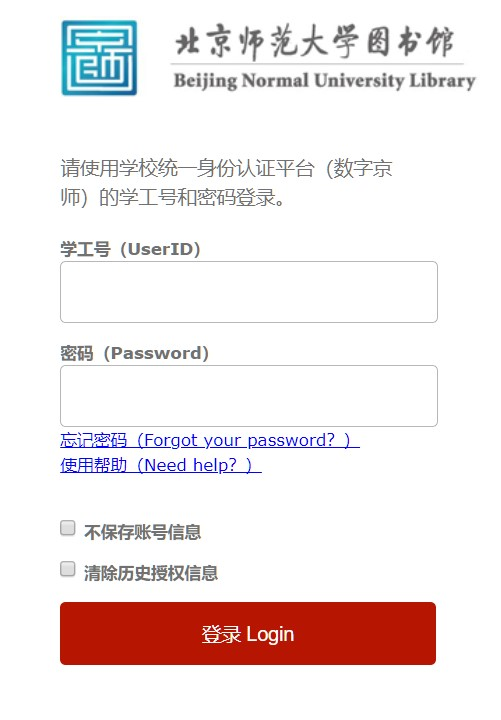 北京师范大学图书馆
Beijing Normal University Library
请使用学校统一身份认证平台（数字京
师）的学工号和密码登录。
学工号（UserID）
密码（Password）
忘记密码（Forgot your password？）
使用帮助（Need help？）
不保存账号信息
清除历史授权信息
登录 Login